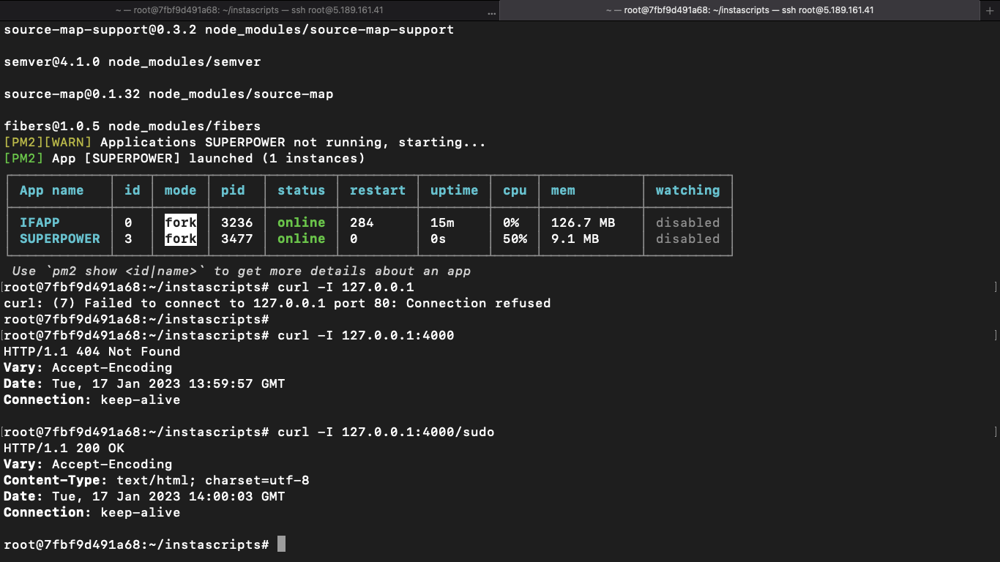 ~ — root@7fbf9d491a68: ~/instascripts — ssh root@5.189.161.41 ... ~ — root@7fbf9d491a68: ~/instascripts — ssh root@5.189.161.41 +
source-map-support@0.3.2 node_modules/source-map-support
semver@4.1.0 node_modules/semver
source-map@0.1.32 node_modules/source-map
fibers@1.0.5 node_modules/fibers
[PM2][WARN] Applications SUPERPOWER not running, starting...
[PM2] App [SUPERPOWER] launched (1 instances)
App name id mode pid status restart uptime cpu mem watching
IFAPP 0 fork 3236 online 284 15m 0% 126.7 MB disabled
SUPERPOWER 3 fork 3477 online 0 0s 50% 9.1 MB disabled
Use `pm2 show <id|name>` to get more details about an app
[root@7fbf9d491a68:~/instascripts# curl -I 127.0.0.1 ]
curl: (7) Failed to connect to 127.0.0.1 port 80: Connection refused
root@7fbf9d491a68:~/instascripts#
[root@7fbf9d491a68:~/instascripts# curl -I 127.0.0.1:4000 ]
HTTP/1.1 404 Not Found
Vary: Accept-Encoding
Date: Tue, 17 Jan 2023 13:59:57 GMT
Connection: keep-alive
[root@7fbf9d491a68:~/instascripts# curl -I 127.0.0.1:4000/sudo ]
HTTP/1.1 200 OK
Vary: Accept-Encoding
Content-Type: text/html; charset=utf-8
Date: Tue, 17 Jan 2023 14:00:03 GMT
Connection: keep-alive
root@7fbf9d491a68:~/instascripts#